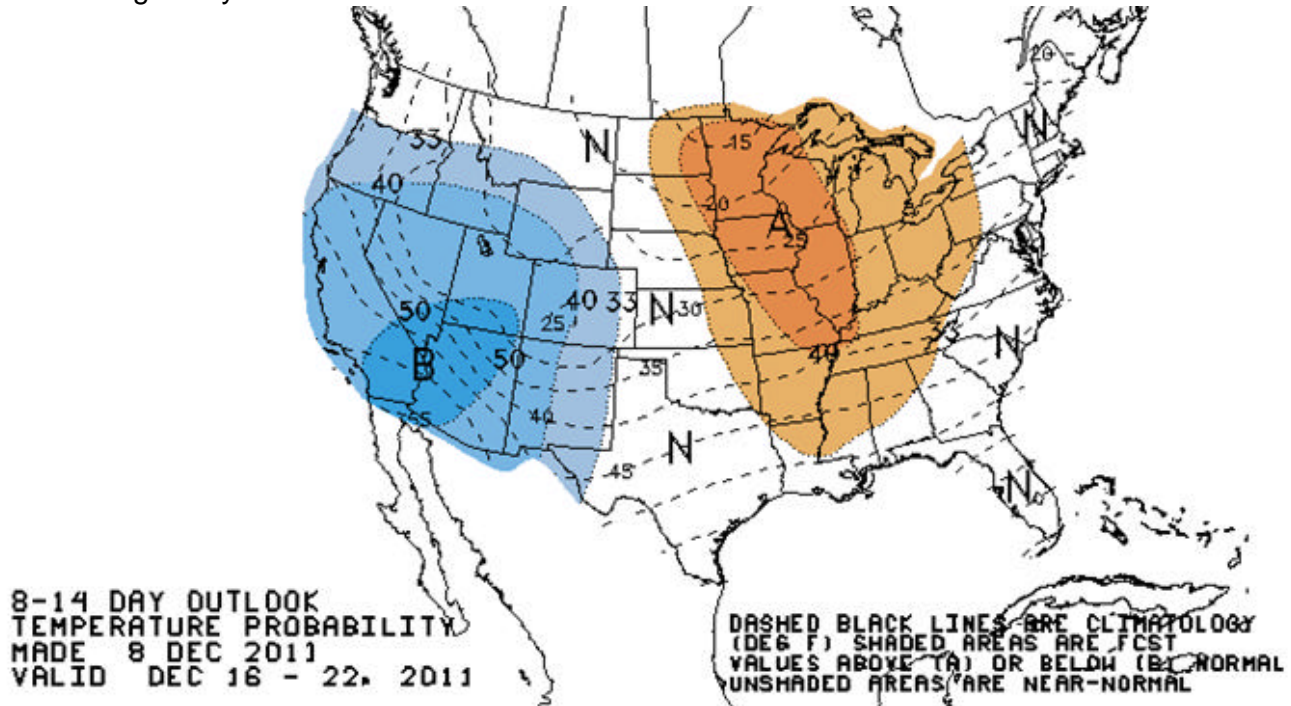 20
33
N
N
15
40
20
A
25
50
40 33
N
30
25
N
B
50
40
35
55
40
N
45
N
8-14 DAY OUTLOOK
TEMPERATURE PROBABILITY
MADE 8 DEC 2011
VALID DEC 16 - 22, 2011
DASHED BLACK LINES ARE CLIMATOLOGY
(DEG F) SHADED AREAS ARE FCST
VALUES ABOVE (A) OR BELOW (B) NORMAL
UNSHADED AREAS ARE NEAR-NORMAL